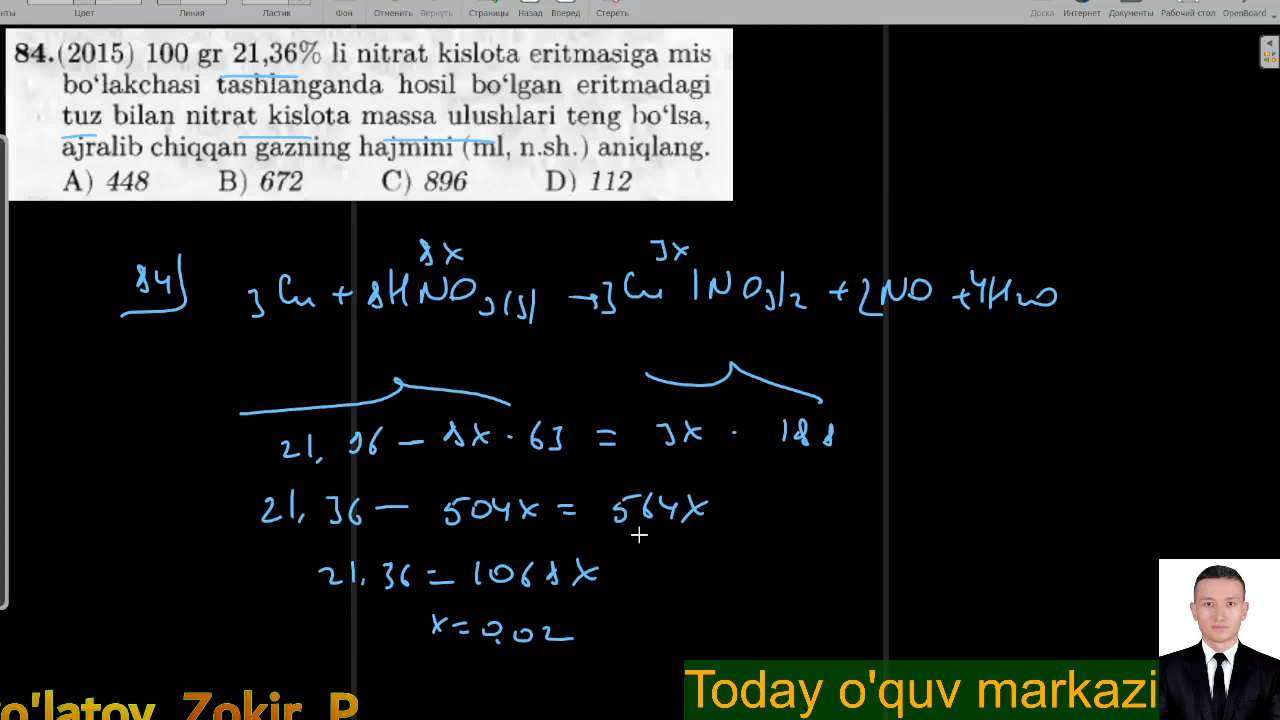 нты
Цвет
Линия
Ластик
Фон
Отменить
Вернуть
Страницы
Назад
Вперед
Стереть
Доска
Интернет
Документы
Рабочий стол
OpenBoard
84.(2015) 100 gr 21,36% li nitrat kislota eritmasiga mis
bo‘lakchasi tashlanganda hosil bo‘lgan eritmadagi
tuz bilan nitrat kislota massa ulushlari teng bo‘lsa,
ajralib chiqqan gazning hajmini (ml, n.sh.) aniqlang.
A) 448 B) 672 C) 896 D) 112
8x 3x
84) 3Cu + 8HNO3(s) → 3Cu(NO3)2 + 2NO + 4H2O
21,36 − 8x · 63 = 3x · 188
21,36 − 504x = 564x
21,36 = 1068x
x = 0,02
o'latov Zokir P
Today o'quv markazi